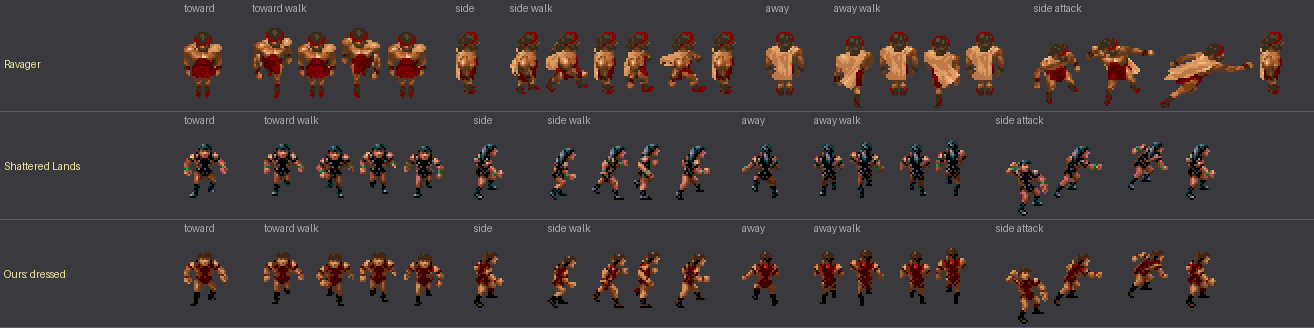 toward toward walk side side walk away away walk side attack
Ravager
toward toward walk side side walk away away walk side attack
Shattered Lands
toward toward walk side side walk away away walk side attack
Ours: dressed